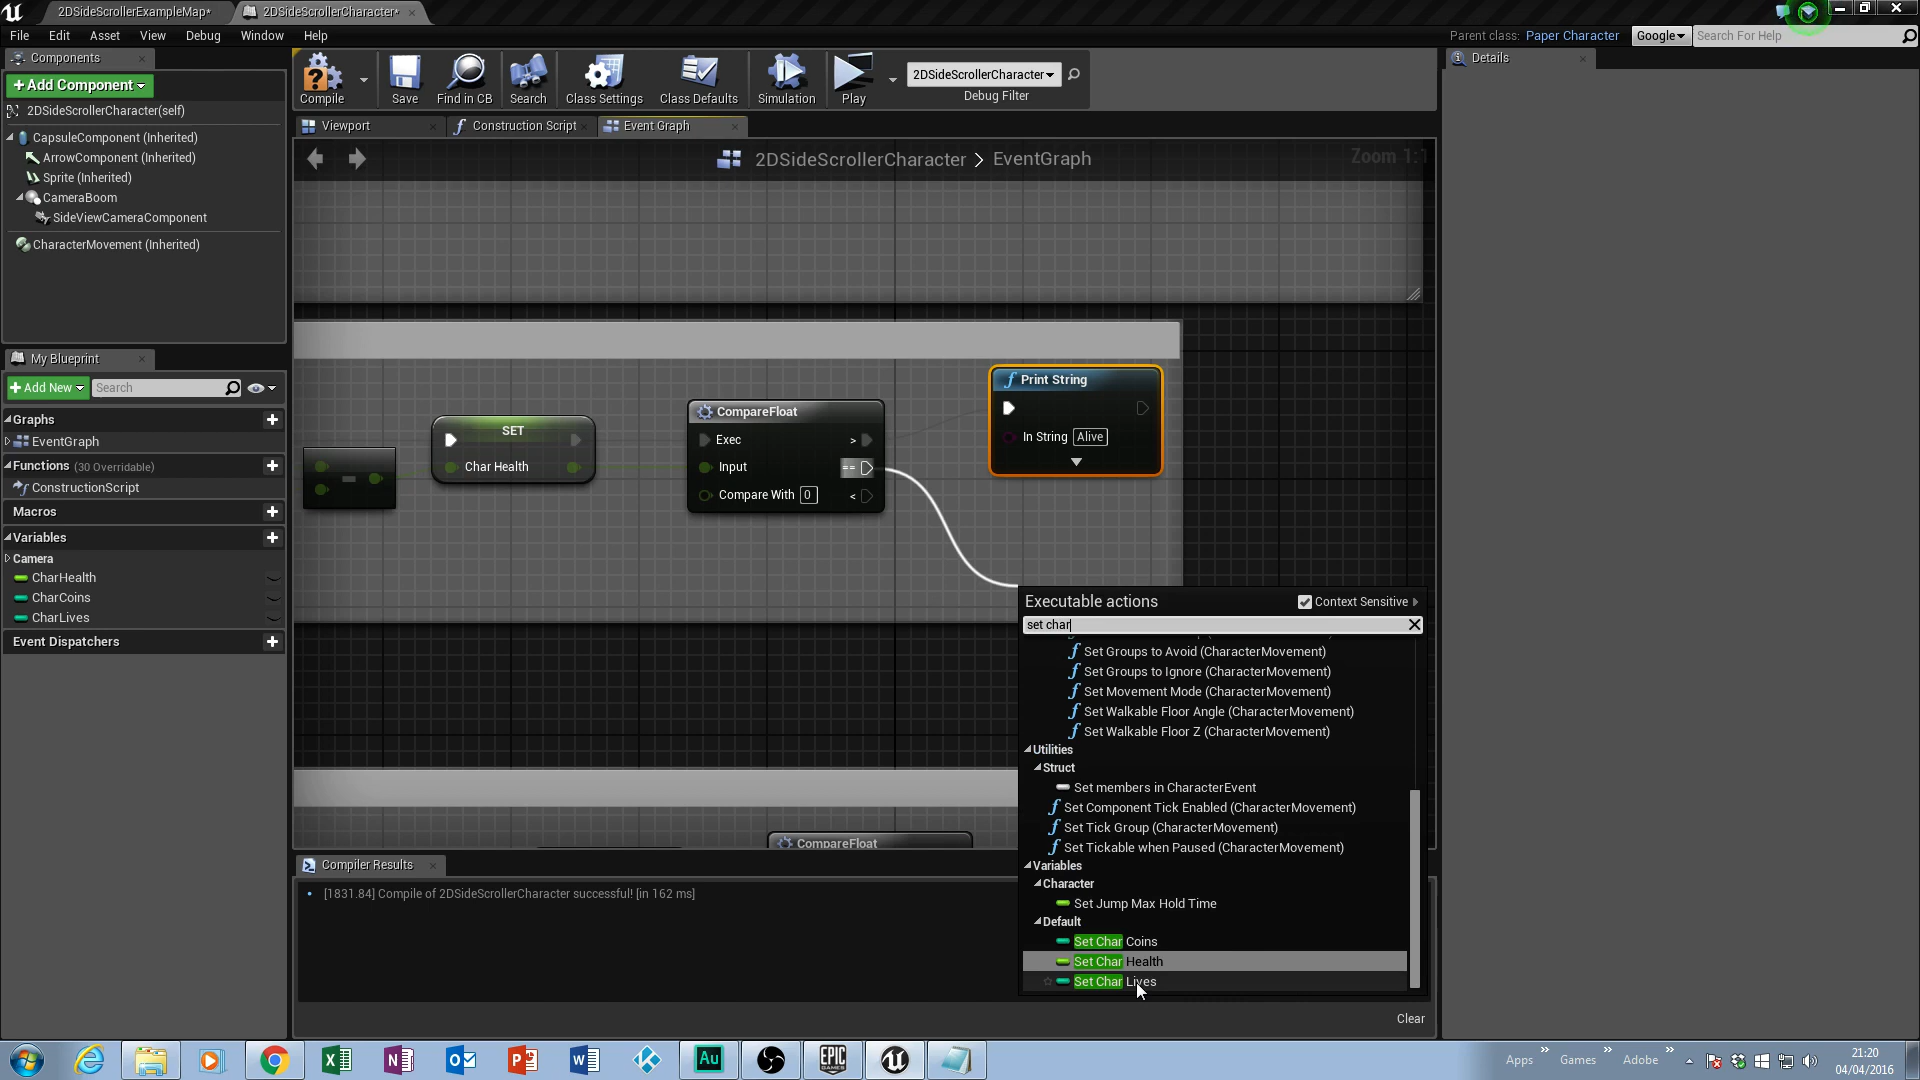 2DSideScrollerExampleMap*
2DSideScrollerCharacter*
File Edit Asset View Debug Window Help
Parent class: Paper Character Google Search For Help
Components
Details
+Add Component
Compile Save Find in CB Search Class Settings Class Defaults Simulation Play
2DSideScrollerCharacter
Debug Filter
2DSideScrollerCharacter(self)
CapsuleComponent (Inherited)
ArrowComponent (Inherited)
Sprite (Inherited)
CameraBoom
SideViewCameraComponent
CharacterMovement (Inherited)
Viewport Construction Script Event Graph
2DSideScrollerCharacter > EventGraph
Zoom 1:1
My Blueprint
+Add New Search
Graphs
EventGraph
Functions (30 Overridable)
ConstructionScript
Macros
Variables
Camera
CharHealth
CharCoins
CharLives
Event Dispatchers
SET
Char Health
CompareFloat
Exec >
Input ==
Compare With 0 <
Print String
In String Alive
CompareFloat
Executable actions Context Sensitive
set char
Set Groups to Avoid (CharacterMovement)
Set Groups to Ignore (CharacterMovement)
Set Movement Mode (CharacterMovement)
Set Walkable Floor Angle (CharacterMovement)
Set Walkable Floor Z (CharacterMovement)
Utilities
Struct
Set members in CharacterEvent
Set Component Tick Enabled (CharacterMovement)
Set Tick Group (CharacterMovement)
Set Tickable when Paused (CharacterMovement)
Variables
Character
Set Jump Max Hold Time
Default
Set Char Coins
Set Char Health
Set Char Lives
Compiler Results
[1831.84] Compile of 2DSideScrollerCharacter successful! [in 162 ms]
Clear
Au
EPIC GAMES
Apps Games Adobe
21:20
04/04/2016